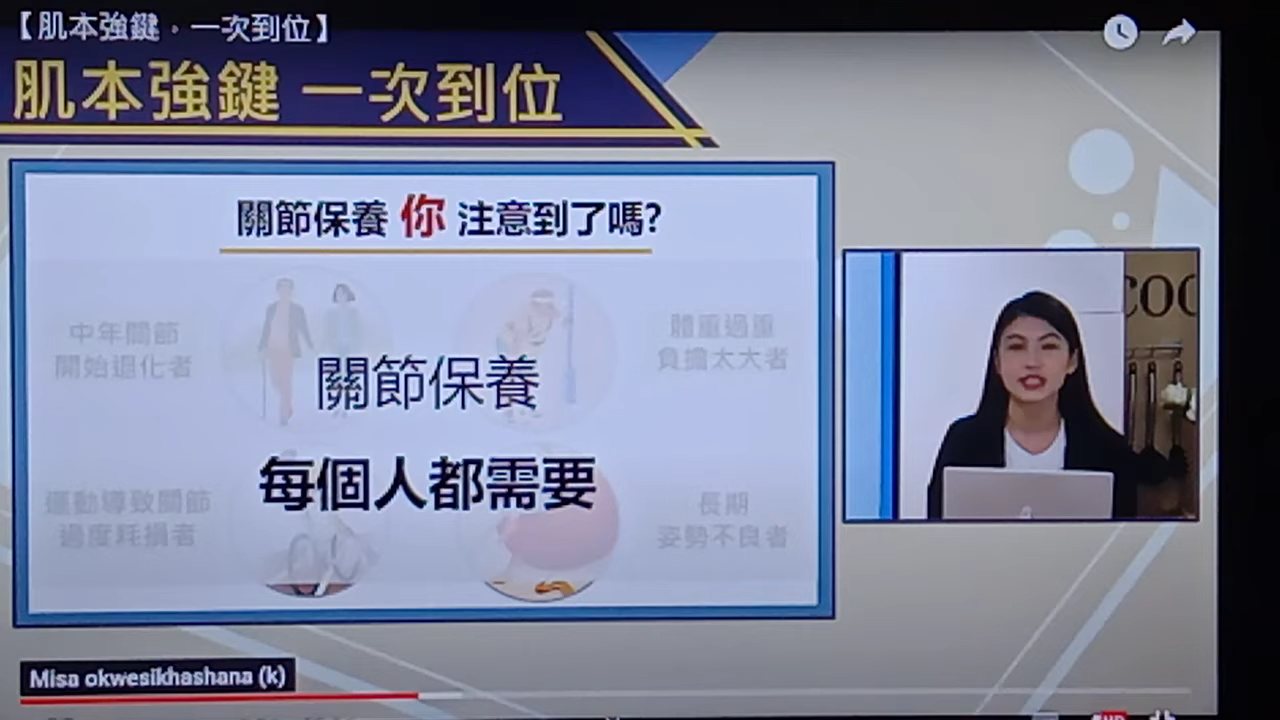 【肌本強鍵。一次到位】
肌本強鍵 一次到位
關節保養 你 注意到了嗎?
中年關節
開始退化者
體重過重
負擔太大者
關節保養
每個人都需要
運動導致關節
過度耗損者
長期
姿勢不良者
COO
Misa okwesikhashana (k)